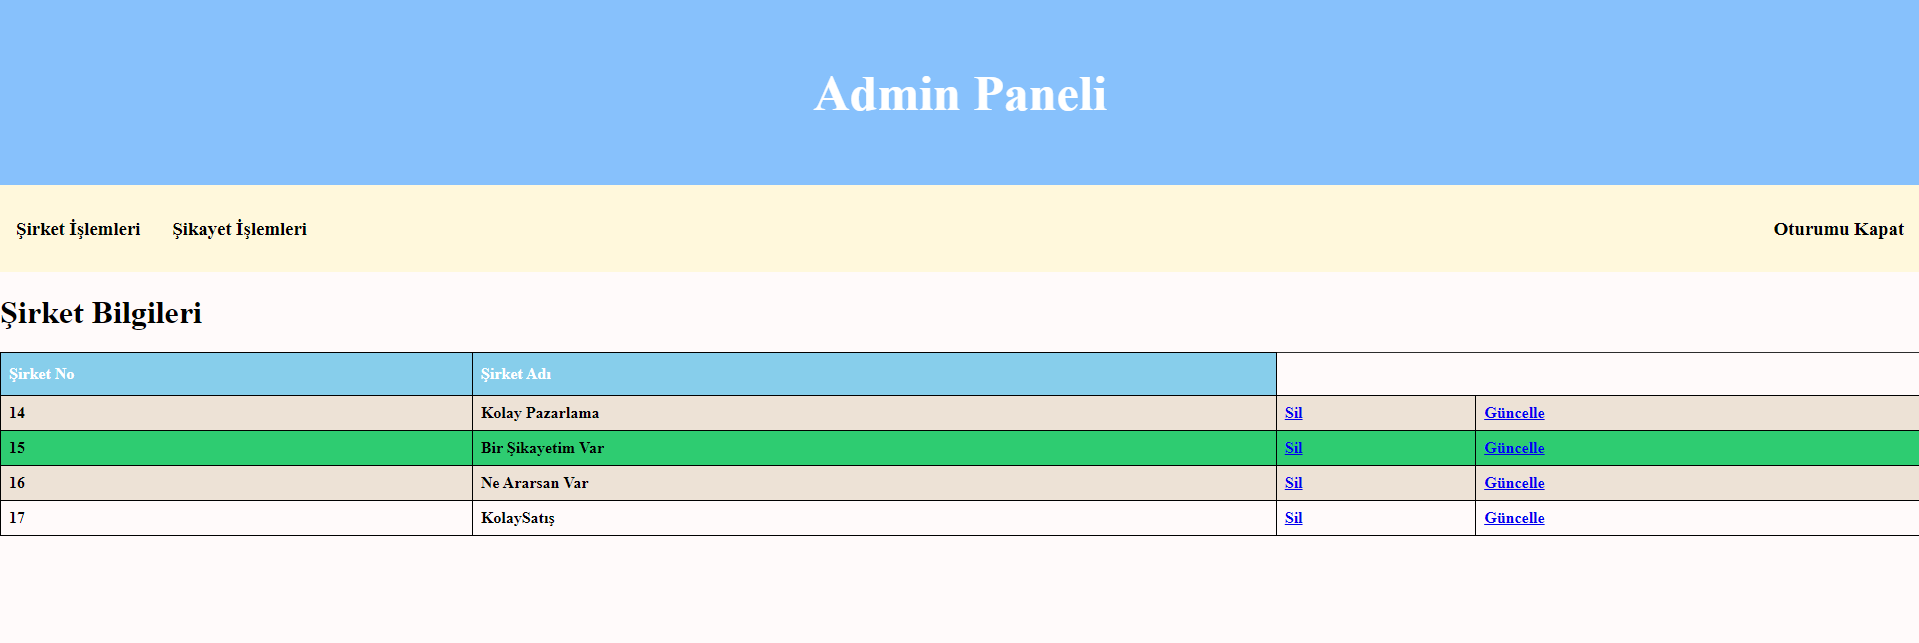 Admin Paneli
Şirket İşlemleri Şikayet İşlemleri Oturumu Kapat
Şirket Bilgileri
Şirket No Şirket Adı
14 Kolay Pazarlama Sil Güncelle
15 Bir Şikayetim Var Sil Güncelle
16 Ne Ararsan Var Sil Güncelle
17 KolaySatış Sil Güncelle